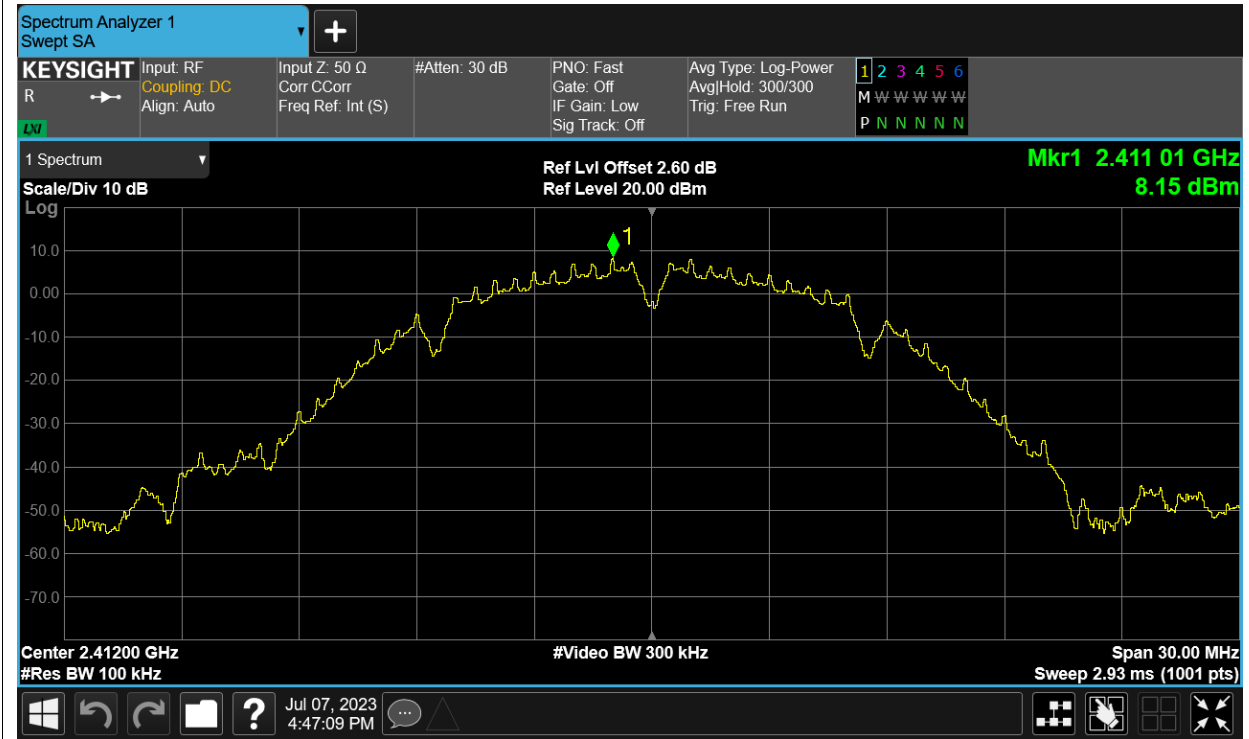 Spectrum Analyzer 1
Swept SA
KEYSIGHT
R
LXI
Input: RF
Coupling: DC
Align: Auto
Input Z: 50 Ω
Corr CCorr
Freq Ref: Int (S)
#Atten: 30 dB
PNO: Fast
Gate: Off
IF Gain: Low
Sig Track: Off
Avg Type: Log-Power
Avg|Hold: 300/300
Trig: Free Run
1 2 3 4 5 6
M W W W W W
P N N N N N
1 Spectrum
Scale/Div 10 dB
Log
Ref Lvl Offset 2.60 dB
Ref Level 20.00 dBm
Mkr1 2.411 01 GHz
8.15 dBm
1
10.0
0.00
-10.0
-20.0
-30.0
-40.0
-50.0
-60.0
-70.0
Center 2.41200 GHz
#Video BW 300 kHz
Span 30.00 MHz
#Res BW 100 kHz
Sweep 2.93 ms (1001 pts)
?
Jul 07, 2023
4:47:09 PM